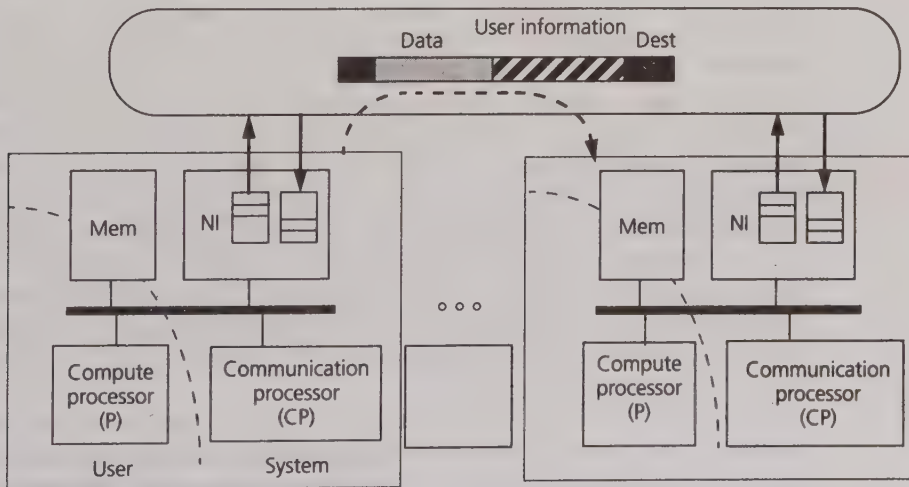 User information
Data
Dest
Mem
NI
Mem
NI
Compute
processor
(P)
Communication
processor
(CP)
Compute
processor
(P)
Communication
processor
(CP)
User
System